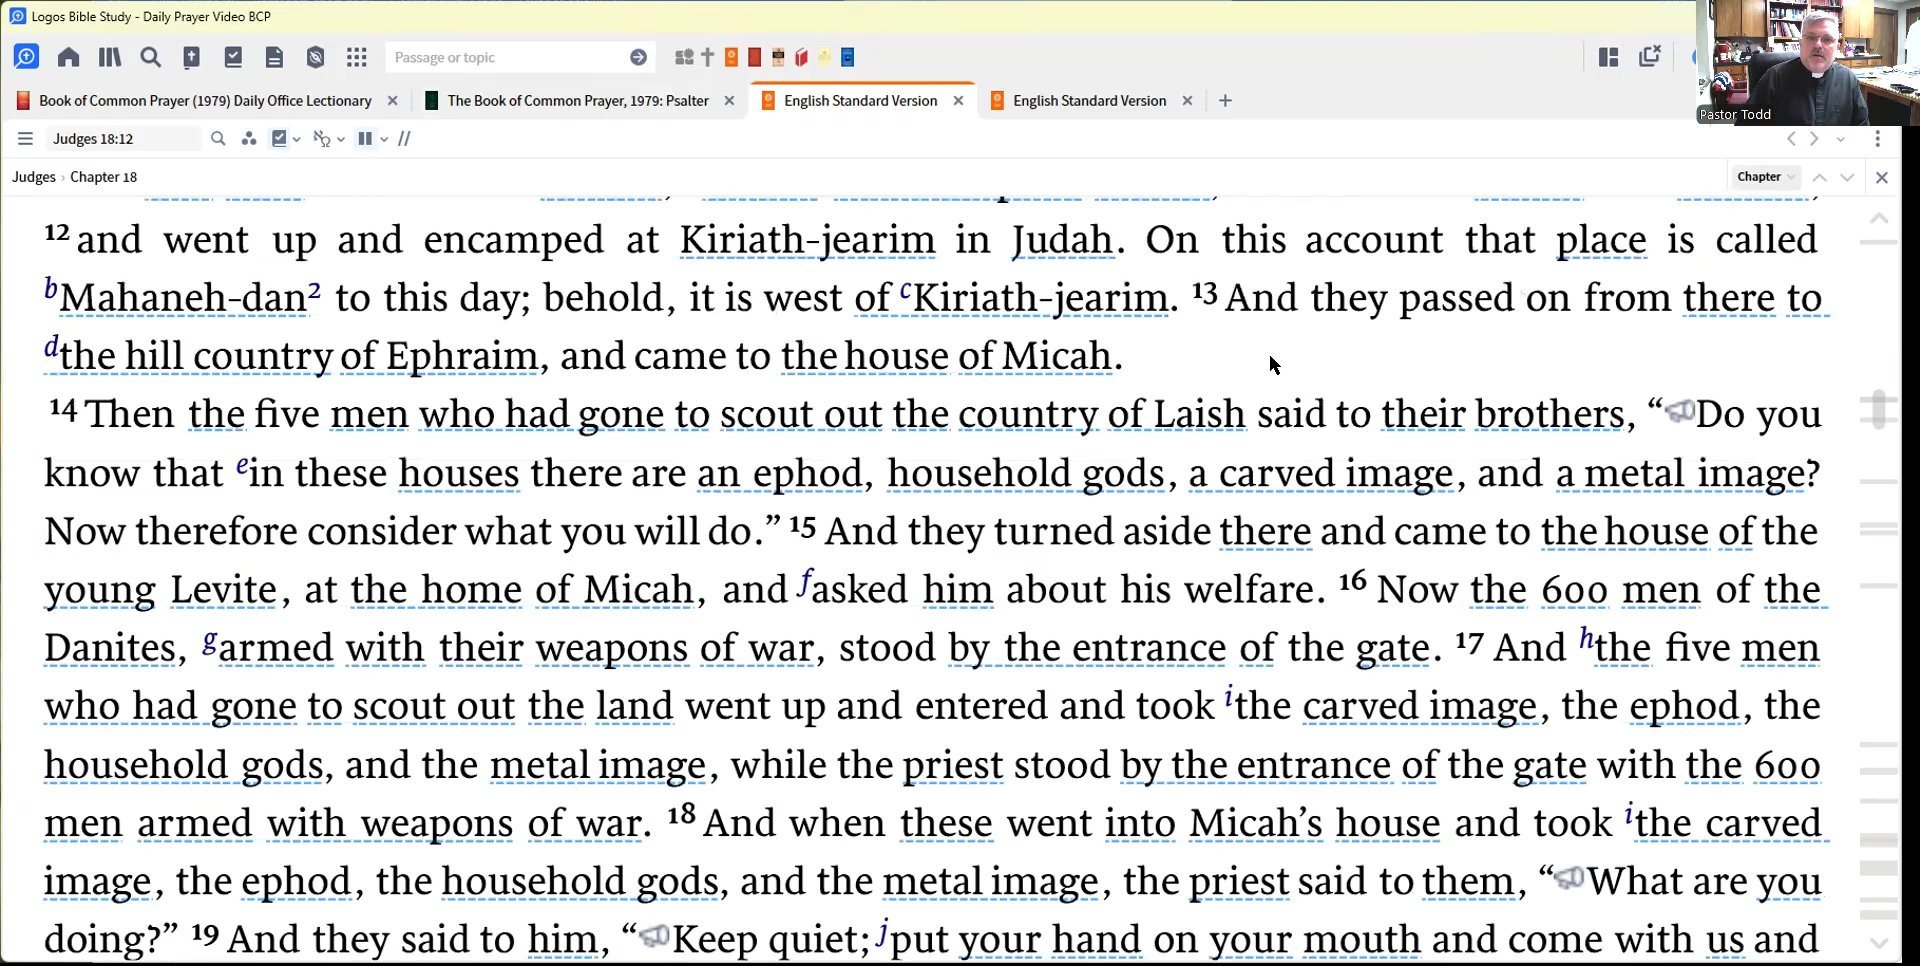 Logos Bible Study - Daily Prayer Video BCP
Passage or topic
Book of Common Prayer (1979) Daily Office Lectionary
The Book of Common Prayer, 1979: Psalter
English Standard Version
English Standard Version
Pastor Todd
Judges 18:12
Judges › Chapter 18
Chapter
12 and went up and encamped at Kiriath-jearim in Judah. On this account that place is called
bMahaneh-dan2 to this day; behold, it is west of cKiriath-jearim. 13 And they passed on from there to
dthe hill country of Ephraim, and came to the house of Micah.
14 Then the five men who had gone to scout out the country of Laish said to their brothers, “Do you
know that ein these houses there are an ephod, household gods, a carved image, and a metal image?
Now therefore consider what you will do.” 15 And they turned aside there and came to the house of the
young Levite, at the home of Micah, and fasked him about his welfare. 16 Now the 600 men of the
Danites, garmed with their weapons of war, stood by the entrance of the gate. 17 And hthe five men
who had gone to scout out the land went up and entered and took ithe carved image, the ephod, the
household gods, and the metal image, while the priest stood by the entrance of the gate with the 600
men armed with weapons of war. 18 And when these went into Micah’s house and took ithe carved
image, the ephod, the household gods, and the metal image, the priest said to them, “What are you
doing?” 19 And they said to him, “Keep quiet; jput your hand on your mouth and come with us and